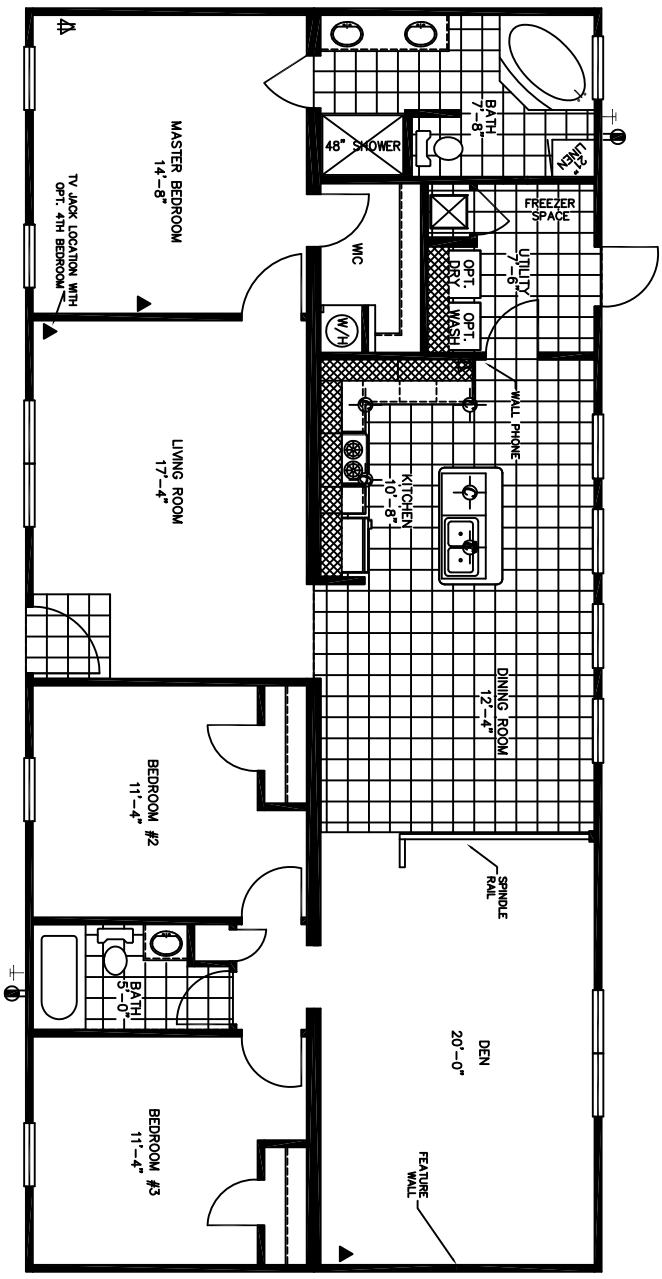 BATH
7'-8"
21"
LINEN
48" SHOWER
MASTER BEDROOM
14'-8"
TV JACK LOCATION WITH
OPT. 4TH BEDROOM
WIC
W/H
FREEZER
SPACE
UTILITY
7'-6"
OPT.
DRY
OPT.
WASH
WALL PHONE
KITCHEN
10'-8"
LIVING ROOM
17'-4"
DINING ROOM
12'-4"
SPINDLE
RAIL
BEDROOM #2
11'-4"
BATH
5'-0"
DEN
20'-0"
BEDROOM #3
11'-4"
FEATURE
WALL